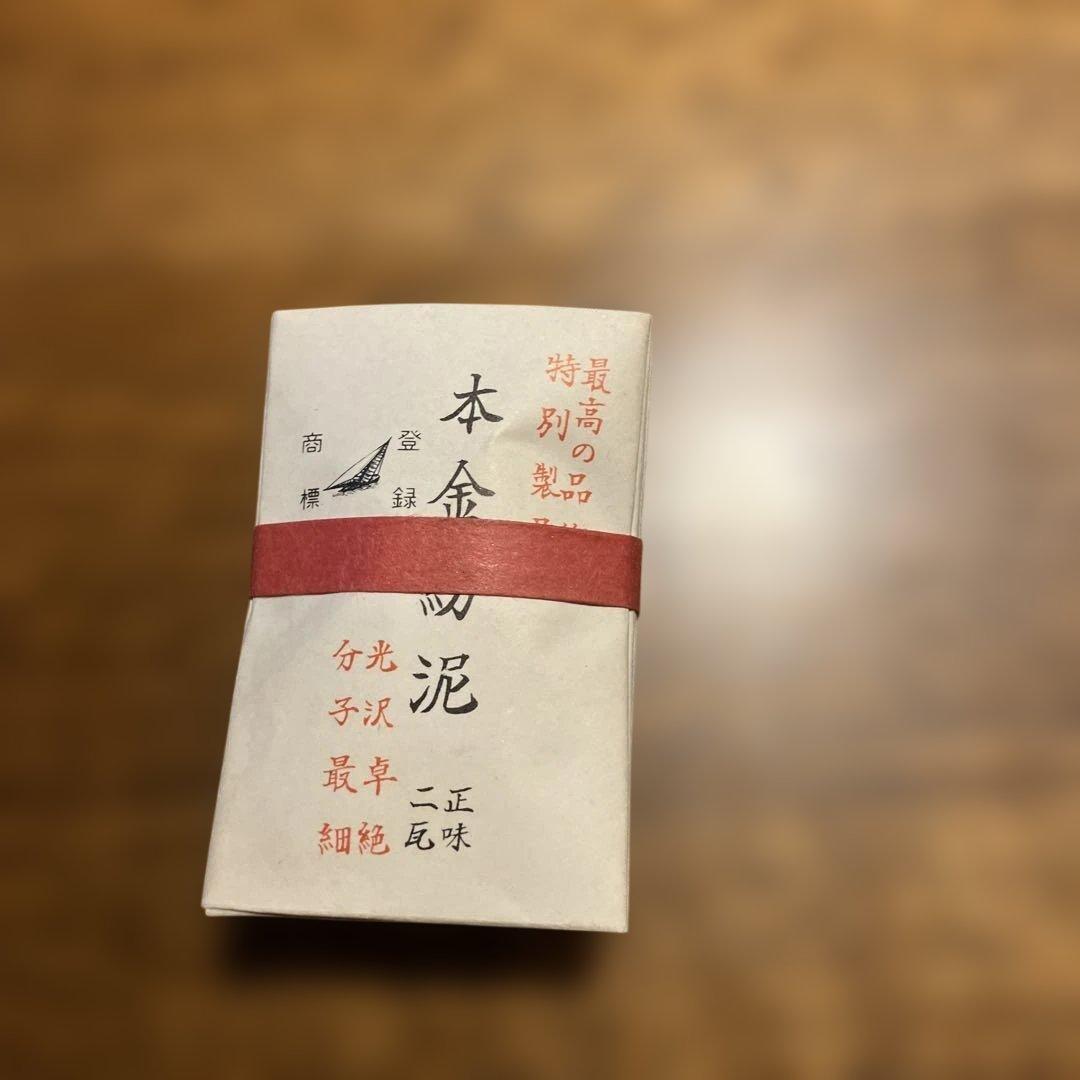 最高の品
特別製
本金粉泥
登録
商標
正味
二瓦
光沢卓絶
分子最細